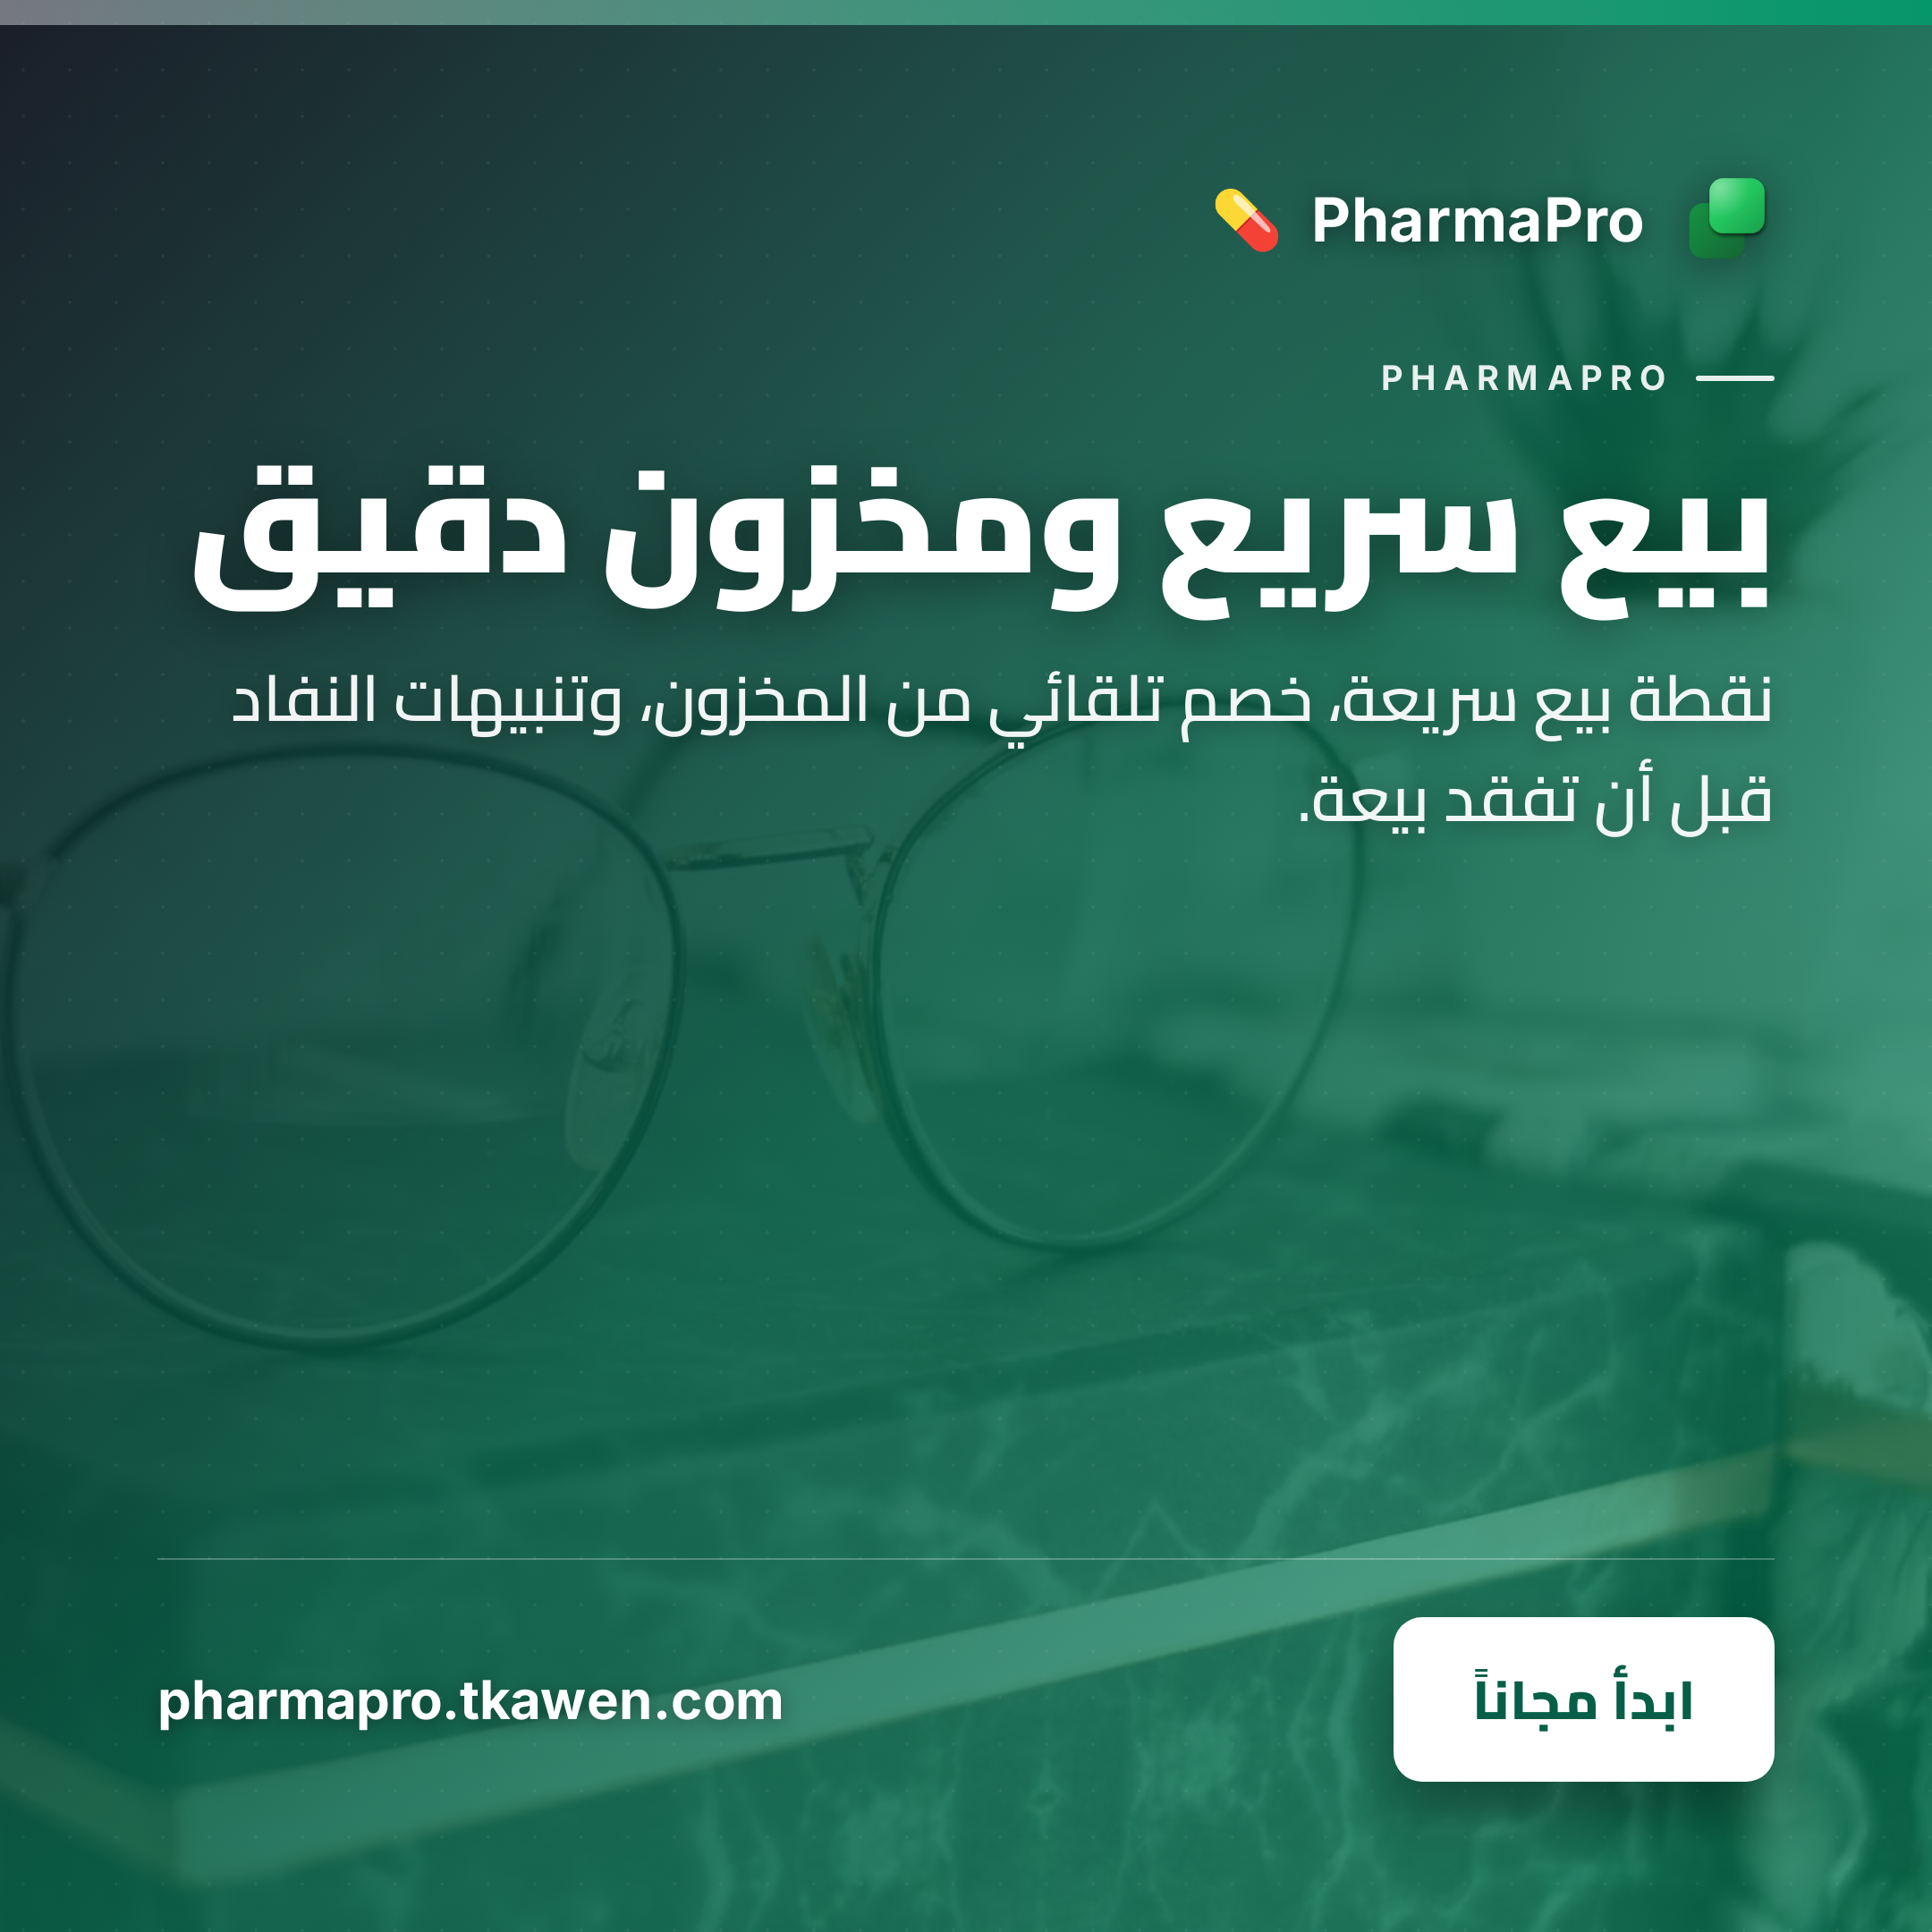 PharmaPro 💊
PHARMAPRO
بيع سريع ومخزون دقيق
نقطة بيع سريعة، خصم تلقائي من المخزون، وتنبيهات النفاد
قبل أن تفقد بيعة.
ابدأ مجاناً
pharmapro.tkawen.com